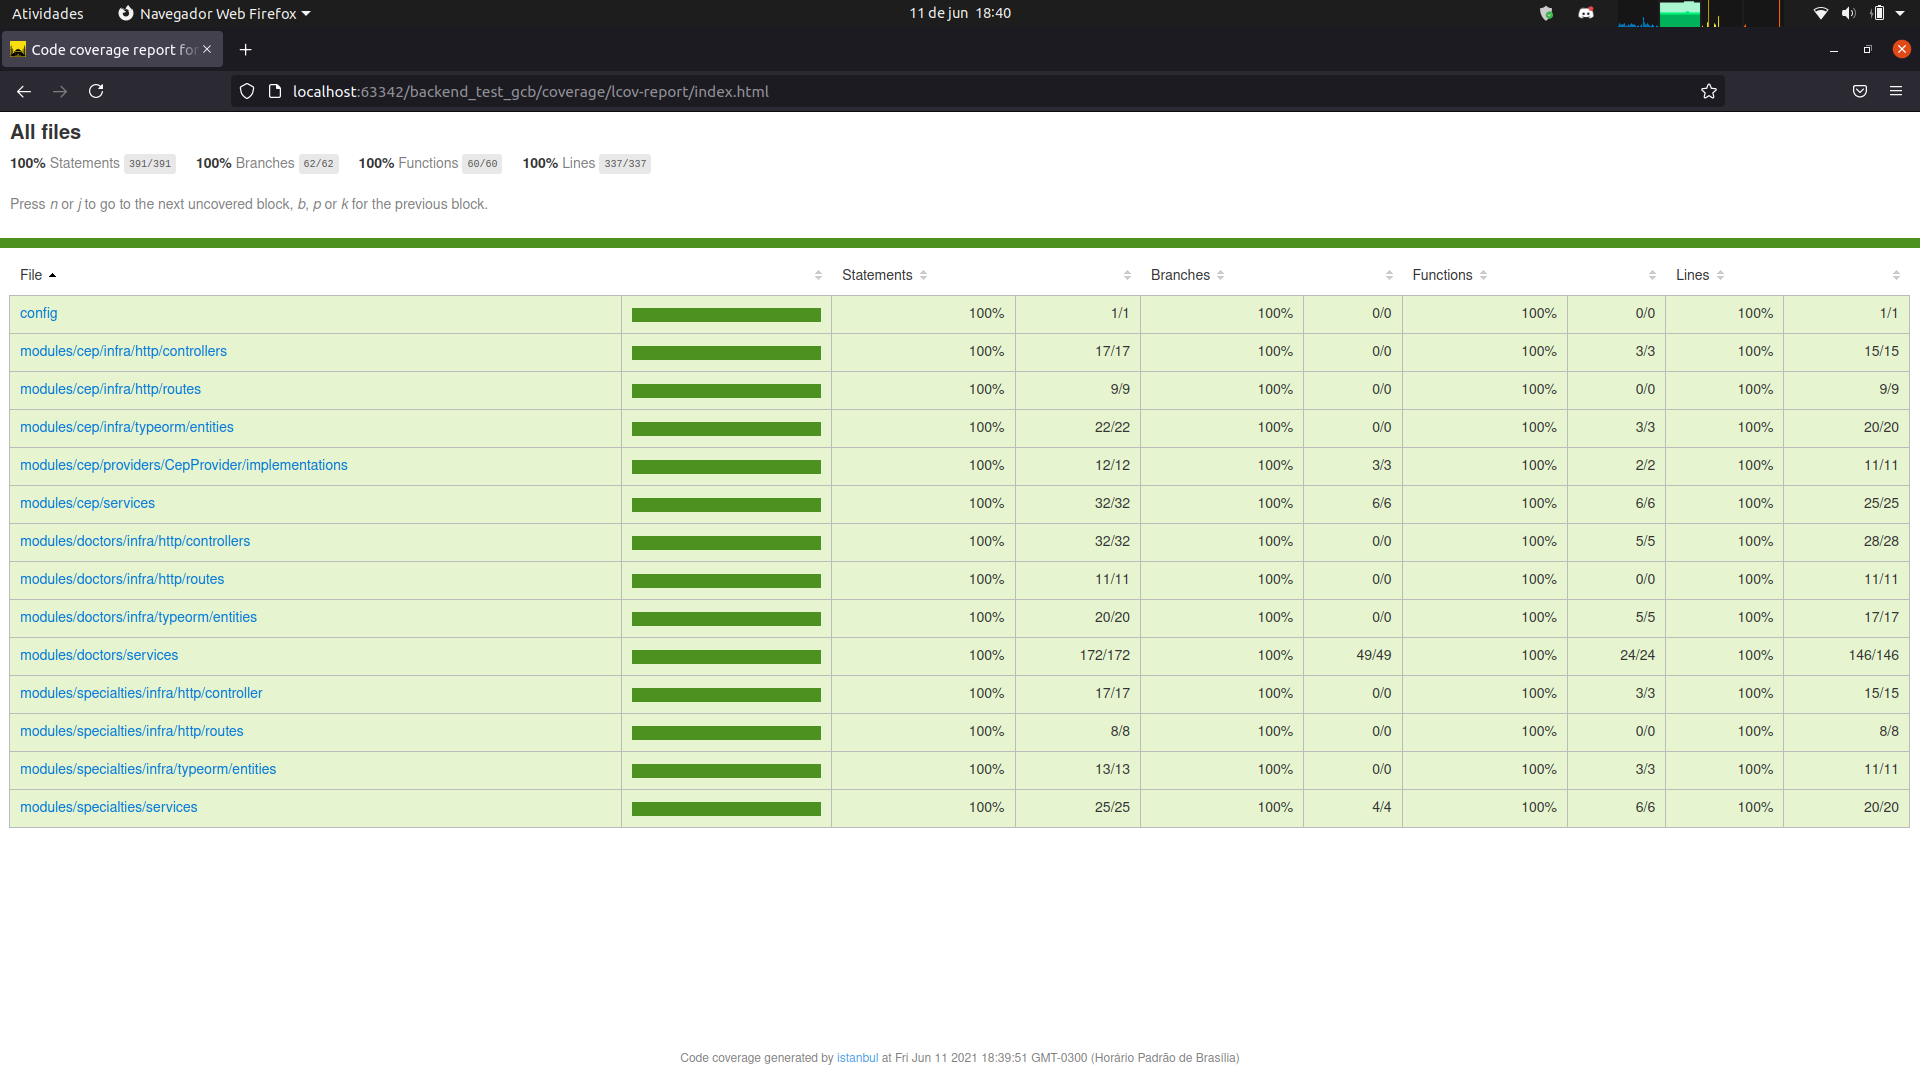 Atividades Navegador Web Firefox 11 de jun 18:40
Code coverage report for
localhost:63342/backend_test_gcb/coverage/lcov-report/index.html
All files
100% Statements 391/391 100% Branches 62/62 100% Functions 60/60 100% Lines 337/337
Press n or j to go to the next uncovered block, b, p or k for the previous block.
File Statements Branches Functions Lines
config 100% 1/1 100% 0/0 100% 0/0 100% 1/1
modules/cep/infra/http/controllers 100% 17/17 100% 0/0 100% 3/3 100% 15/15
modules/cep/infra/http/routes 100% 9/9 100% 0/0 100% 0/0 100% 9/9
modules/cep/infra/typeorm/entities 100% 22/22 100% 0/0 100% 3/3 100% 20/20
modules/cep/providers/CepProvider/implementations 100% 12/12 100% 3/3 100% 2/2 100% 11/11
modules/cep/services 100% 32/32 100% 6/6 100% 6/6 100% 25/25
modules/doctors/infra/http/controllers 100% 32/32 100% 0/0 100% 5/5 100% 28/28
modules/doctors/infra/http/routes 100% 11/11 100% 0/0 100% 0/0 100% 11/11
modules/doctors/infra/typeorm/entities 100% 20/20 100% 0/0 100% 5/5 100% 17/17
modules/doctors/services 100% 172/172 100% 49/49 100% 24/24 100% 146/146
modules/specialties/infra/http/controller 100% 17/17 100% 0/0 100% 3/3 100% 15/15
modules/specialties/infra/http/routes 100% 8/8 100% 0/0 100% 0/0 100% 8/8
modules/specialties/infra/typeorm/entities 100% 13/13 100% 0/0 100% 3/3 100% 11/11
modules/specialties/services 100% 25/25 100% 4/4 100% 6/6 100% 20/20
Code coverage generated by istanbul at Fri Jun 11 2021 18:39:51 GMT-0300 (Horário Padrão de Brasília)